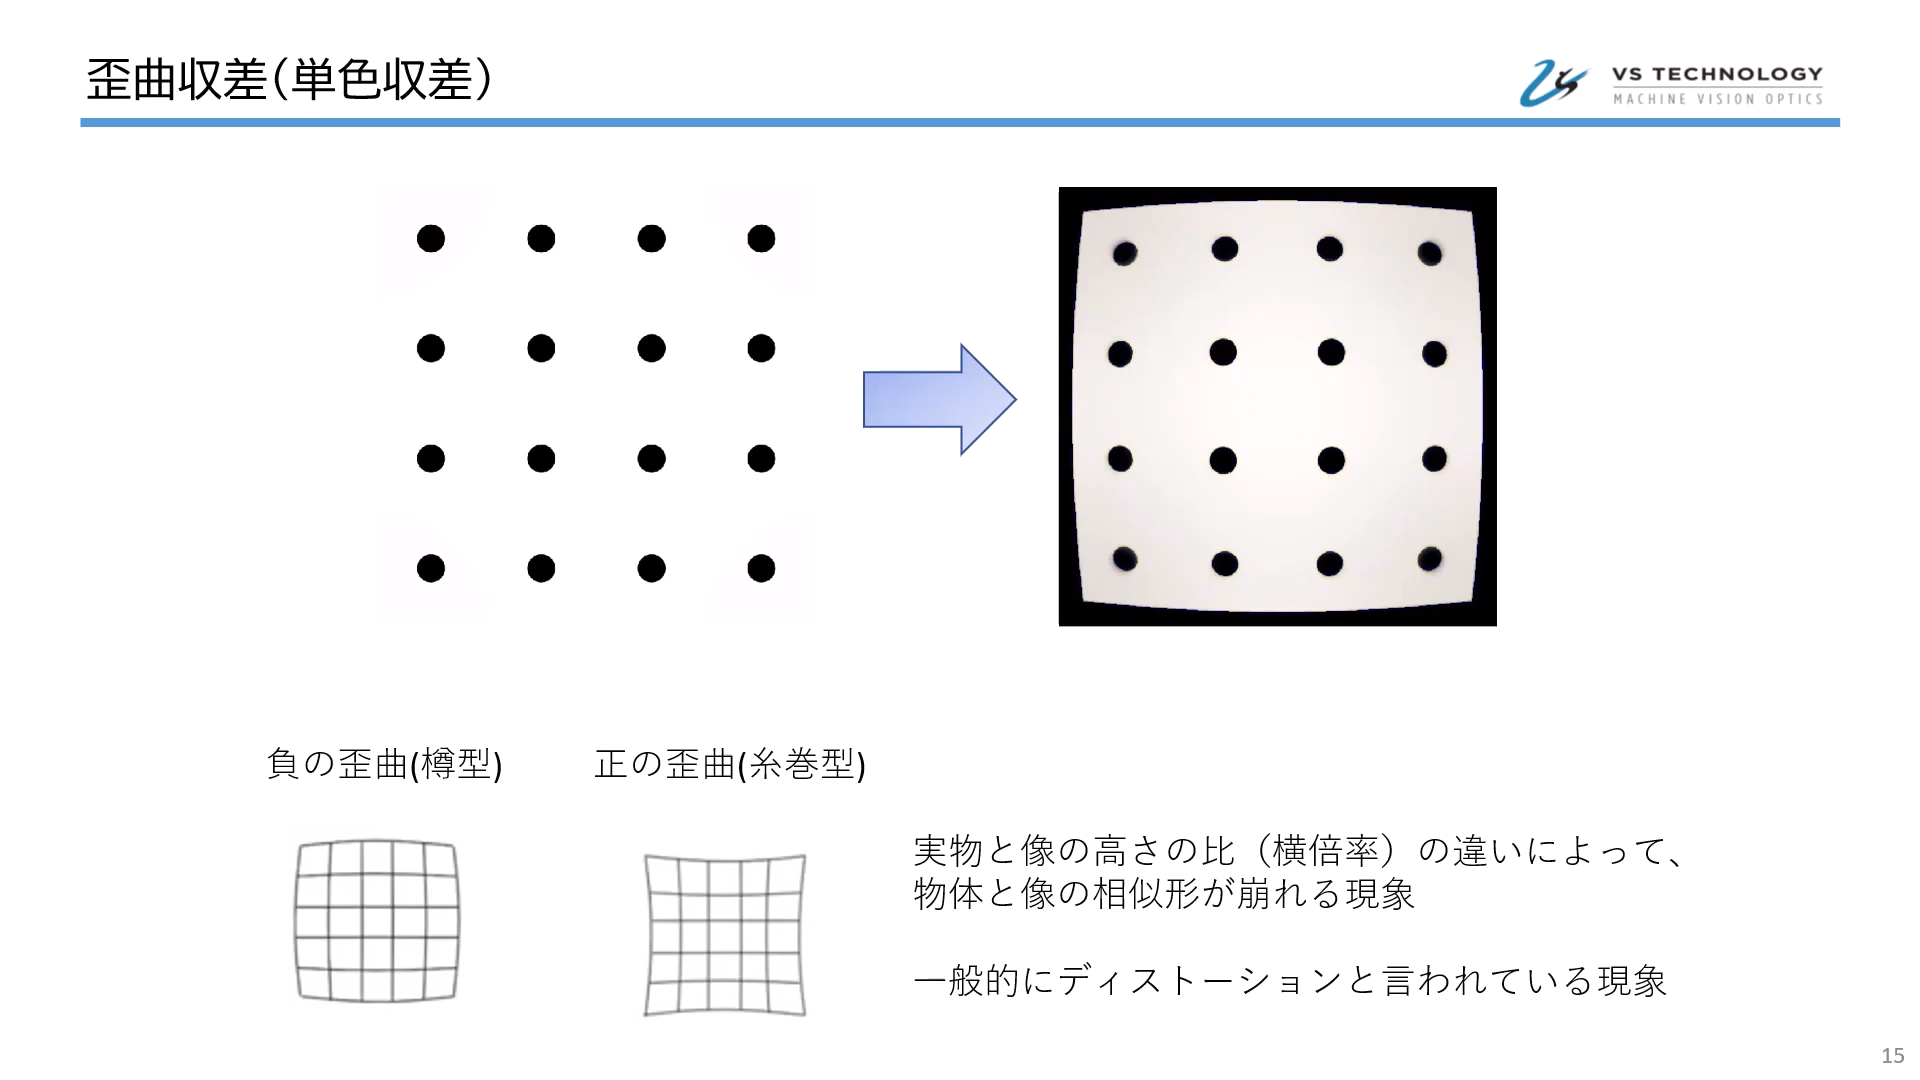 歪曲収差(単色収差)
VS TECHNOLOGY
MACHINE VISION OPTICS
負の歪曲(樽型)
正の歪曲(糸巻型)
実物と像の高さの比（横倍率）の違いによって、
物体と像の相似形が崩れる現象
一般的にディストーションと言われている現象
15